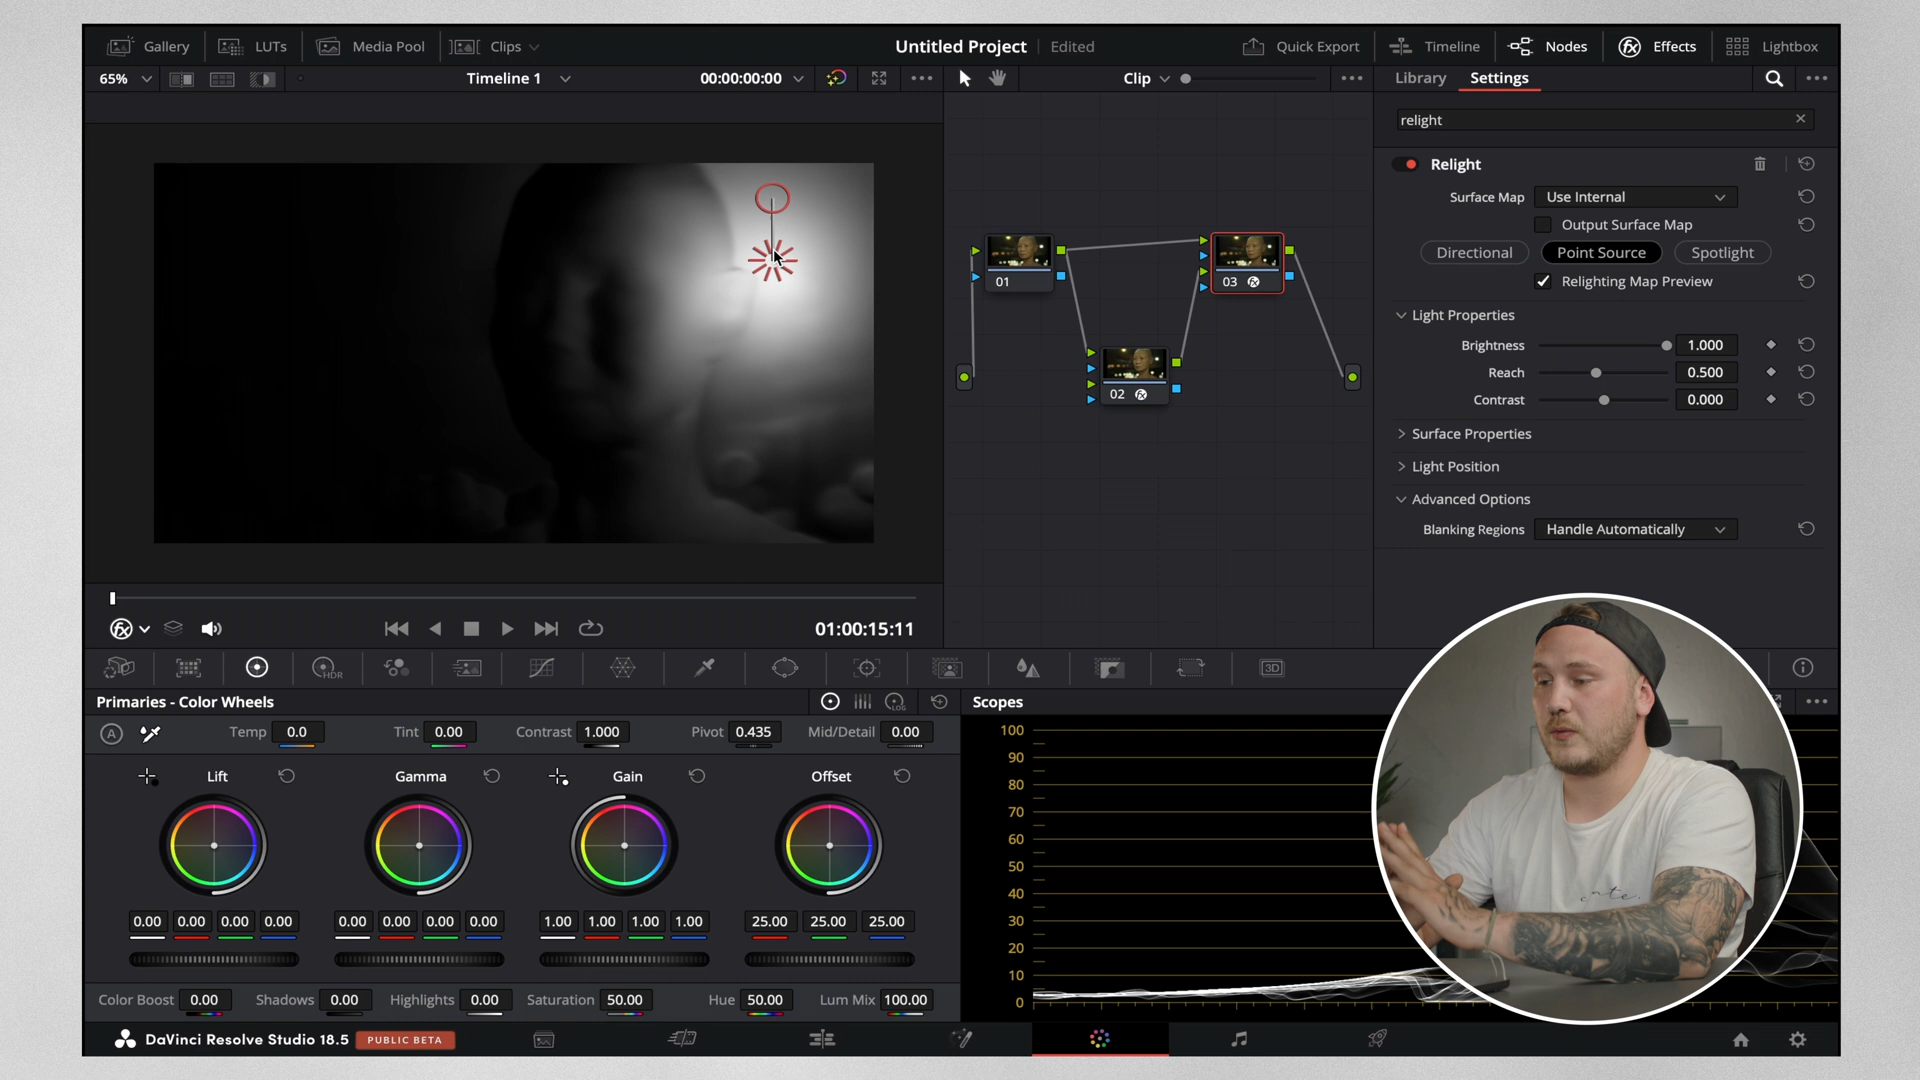 Gallery LUTs Media Pool Clips Untitled Project Edited Quick Export Timeline Nodes Effects Lightbox
65% Timeline 1 00:00:00:00 Clip Library Settings
relight
Relight
Surface Map Use Internal
Output Surface Map
Directional Point Source Spotlight
Relighting Map Preview
Light Properties
Brightness 1.000
Reach 0.500
Contrast 0.000
Surface Properties
Light Position
Advanced Options
Blanking Regions Handle Automatically
01
03
02
01:00:15:11
HDR
3D
Primaries - Color Wheels
LOG
Scopes
A Temp 0.0 Tint 0.00 Contrast 1.000 Pivot 0.435 Mid/Detail 0.00
Lift Gamma Gain Offset
0.00 0.00 0.00 0.00 0.00 0.00 0.00 0.00 1.00 1.00 1.00 1.00 25.00 25.00 25.00
Color Boost 0.00 Shadows 0.00 Highlights 0.00 Saturation 50.00 Hue 50.00 Lum Mix 100.00
100
90
80
70
60
50
40
30
20
10
0
DaVinci Resolve Studio 18.5 PUBLIC BETA